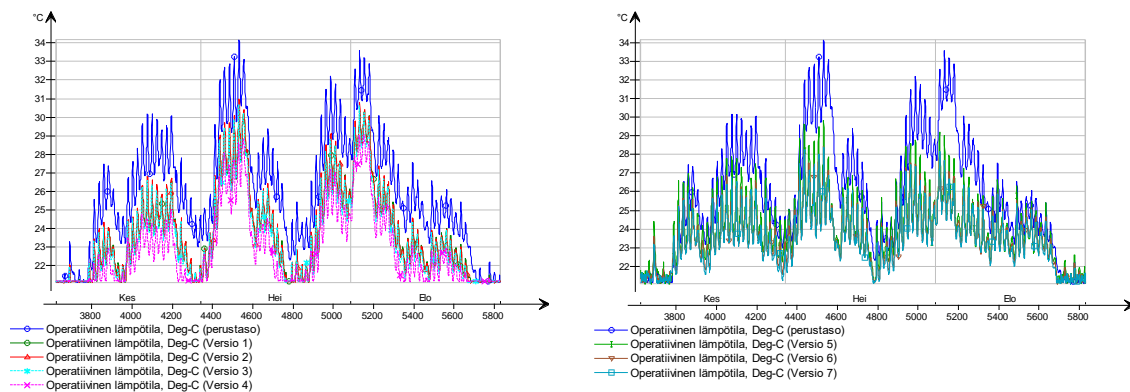 °C
34
33
32
31
30
29
28
27
26
25
24
23
22
Kes Hei Elo
3800 4000 4200 4400 4600 4800 5000 5200 5400 5600 5800
Operatiivinen lämpötila, Deg-C (perustaso)
Operatiivinen lämpötila, Deg-C (Versio 1)
Operatiivinen lämpötila, Deg-C (Versio 2)
Operatiivinen lämpötila, Deg-C (Versio 3)
Operatiivinen lämpötila, Deg-C (Versio 4)
°C
34
33
32
31
30
29
28
27
26
25
24
23
22
Kes Hei Elo
3800 4000 4200 4400 4600 4800 5000 5200 5400 5600 5800
Operatiivinen lämpötila, Deg-C (perustaso)
Operatiivinen lämpötila, Deg-C (Versio 5)
Operatiivinen lämpötila, Deg-C (Versio 6)
Operatiivinen lämpötila, Deg-C (Versio 7)